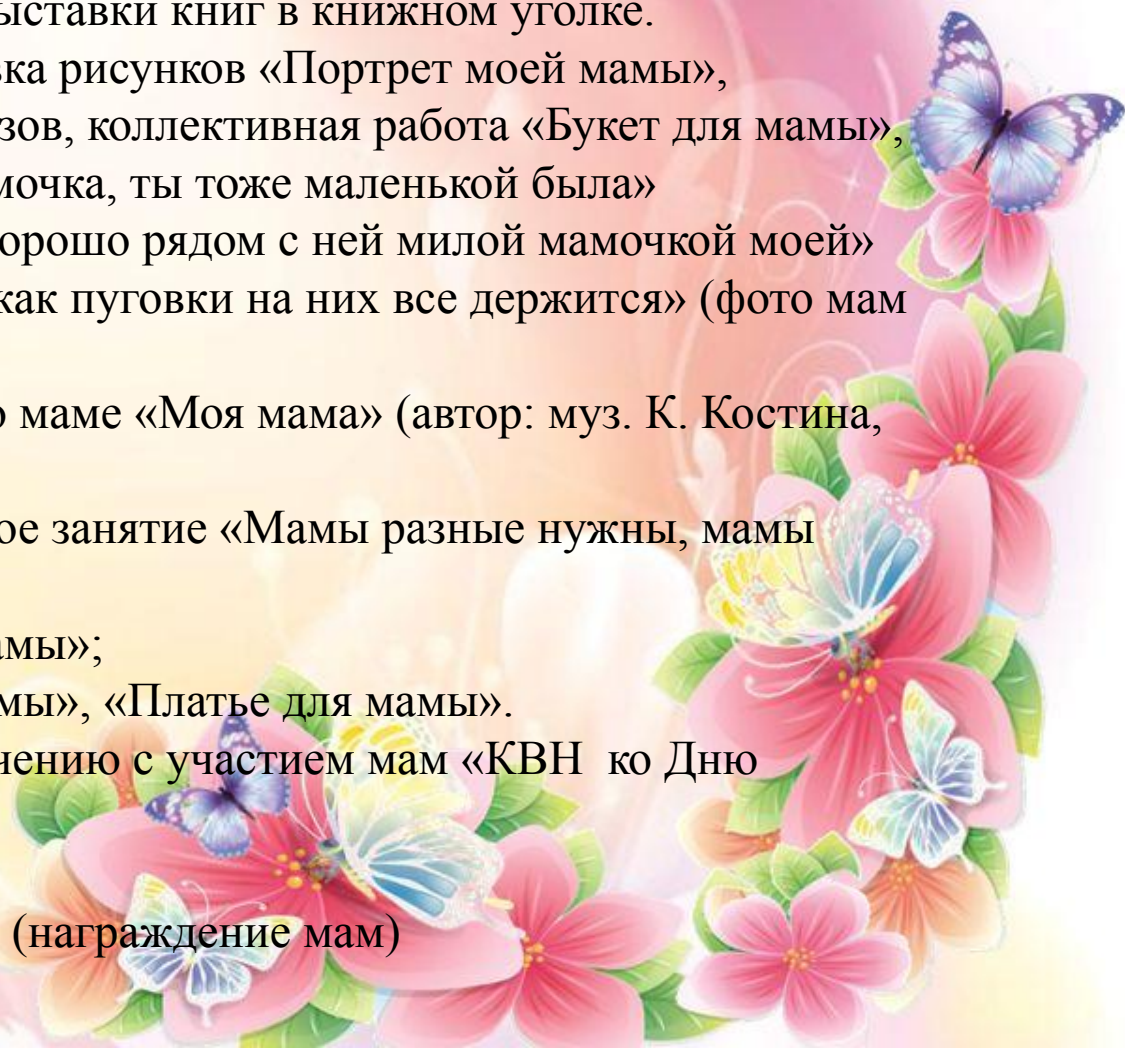 ыставки книг в книжном уголке.
вка рисунков «Портрет моей мамы»,
зов, коллективная работа «Букет для мамы»,
мочка, ты тоже маленькой была»
орошо рядом с ней милой мамочкой моей»
как пуговки на них все держится» (фото мам
о маме «Моя мама» (автор: муз. К. Костина,
ое занятие «Мамы разные нужны, мамы
амы»;
мы», «Платье для мамы».
чению с участием мам «КВН ко Дню
(награждение мам)